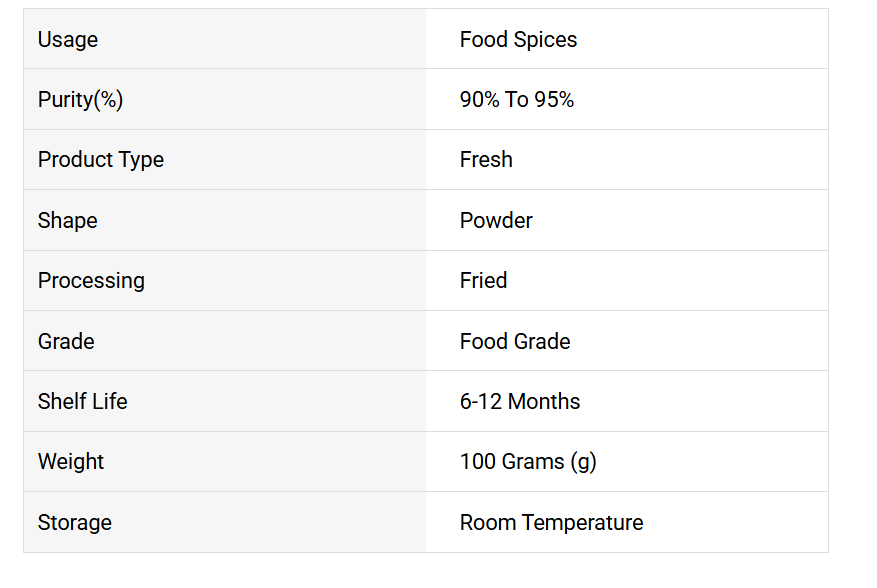 Usage Food Spices
Purity(%) 90% To 95%
Product Type Fresh
Shape Powder
Processing Fried
Grade Food Grade
Shelf Life 6-12 Months
Weight 100 Grams (g)
Storage Room Temperature